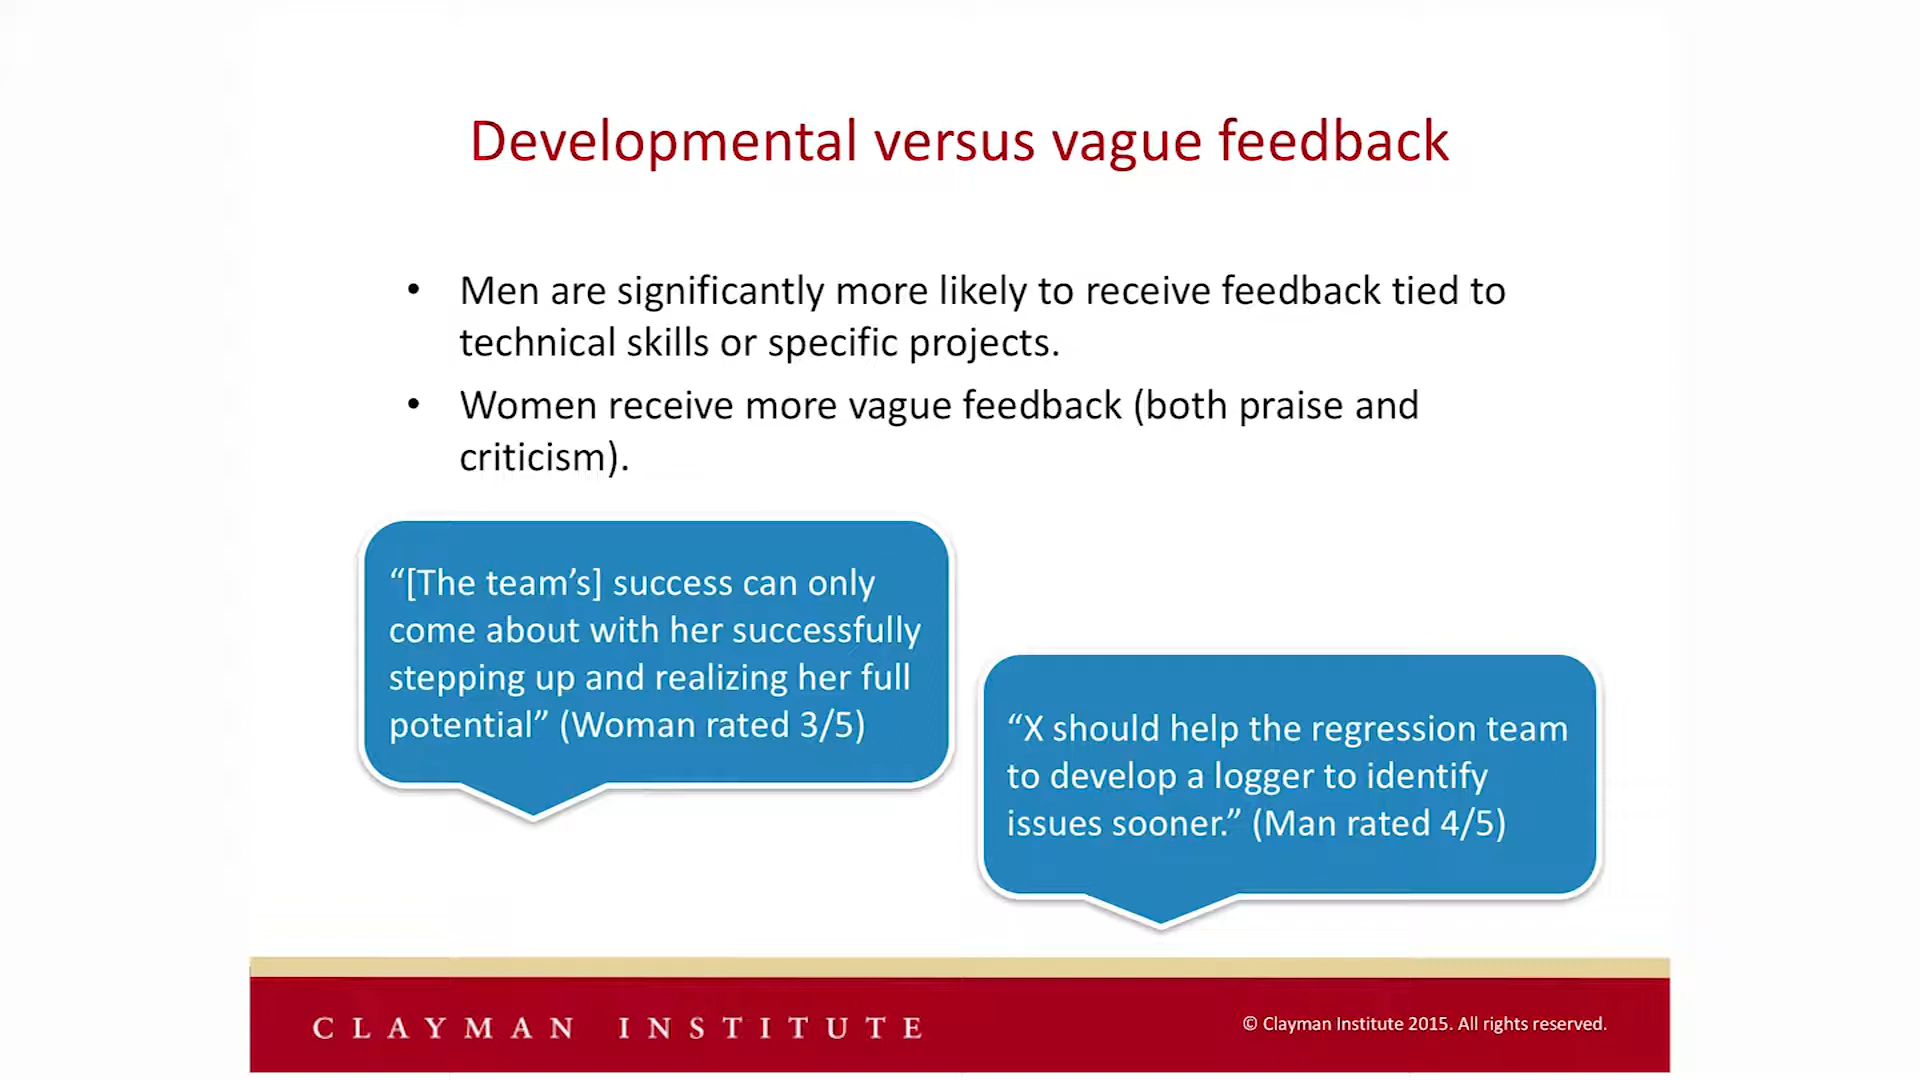 Developmental versus vague feedback
• Men are significantly more likely to receive feedback tied to
technical skills or specific projects.
• Women receive more vague feedback (both praise and
criticism).
“[The team’s] success can only
come about with her successfully
stepping up and realizing her full
potential” (Woman rated 3/5)
“X should help the regression team
to develop a logger to identify
issues sooner.” (Man rated 4/5)
CLAYMAN INSTITUTE
© Clayman Institute 2015. All rights reserved.